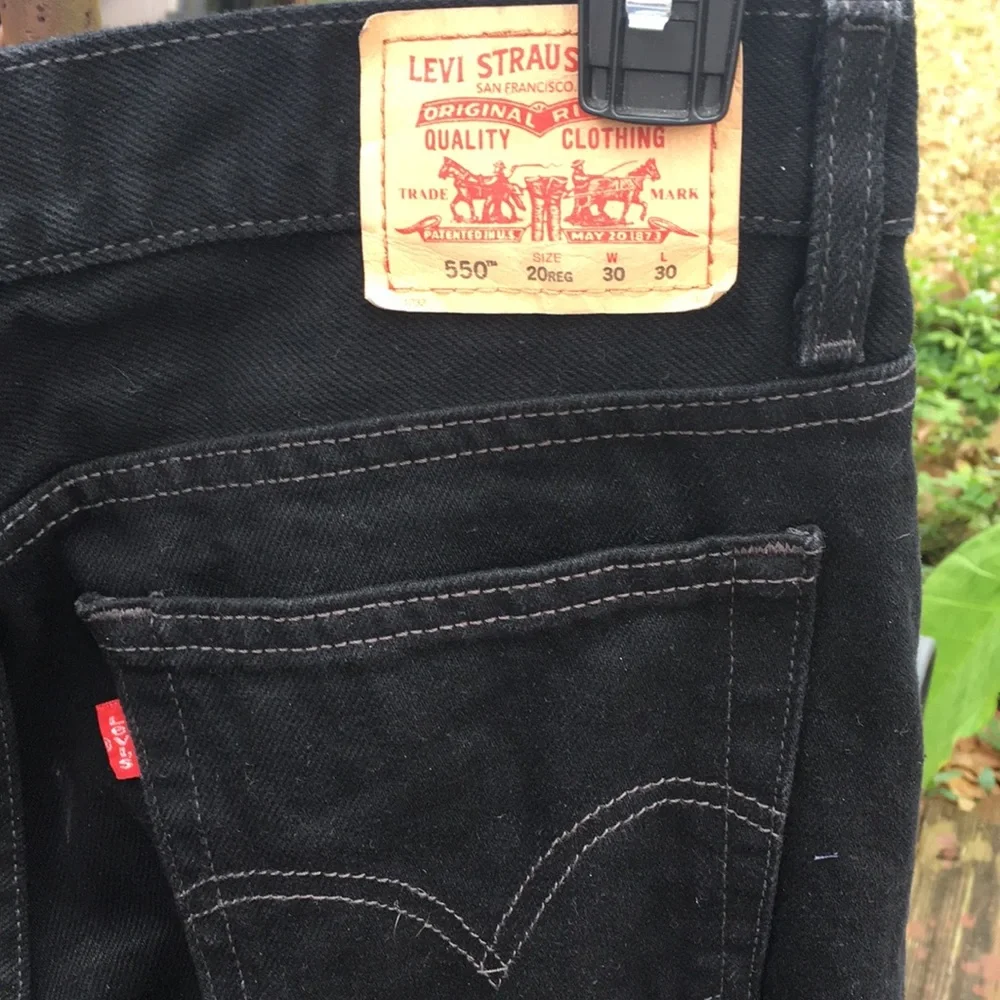 LEVI STRAUS
SAN FRANCISCO,
ORIGINAL RI
QUALITY CLOTHING
TRADE MARK
PATENTED IN U.S. MAY 20 1873
SIZE W L
550™ 20REG 30 30
LEVI'S
®